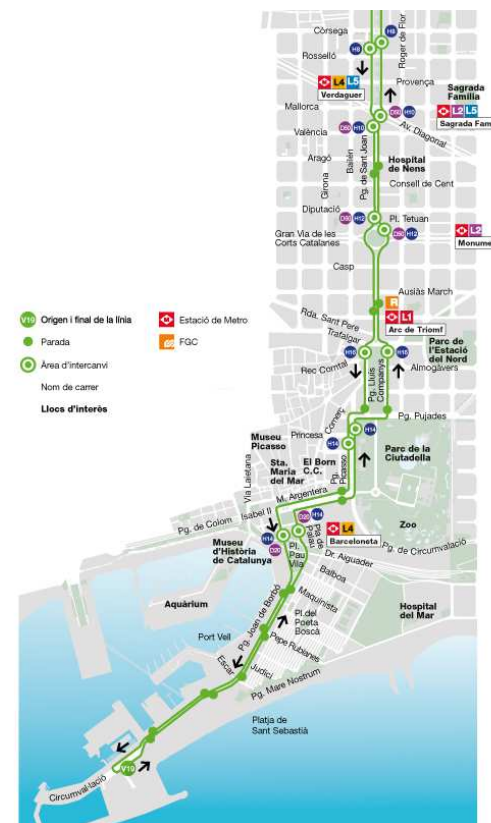 Còrsega
H8
Roger de Flor
Rosselló
H8
L4 L5
Verdaguer
Provença
Sagrada
Família
Mallorca
D50 H10
L2 L5
Sagrada Fam
Av. Diagonal
València
D50 H10
Aragó
Girona
Bailén
Pg. de Sant Joan
Hospital
de Nens
Consell de Cent
Diputació
D50 H12
Pl. Tetuan
Gran Via de les
Corts Catalanes
D50 H12
L2
Monume
Casp
Ausiàs March
R
L1
Arc de Triomf
Rda. Sant Pere
Trafalgar
V19 Origen i final de la línia
Parada
Àrea d'intercanvi
Nom de carrer
Llocs d'interès
Estació de Metro
FGC
H16
H16
Rec Comtal
Pg. Lluís
Companys
Almogàvers
Parc de
l'Estació
del Nord
Pg. Pujades
Comerç
Princesa
H14
H14
Museu
Picasso
Sta.
Maria
del Mar
El Born
C.C.
Pg.
Picasso
Parc de la
Ciutadella
Via Laietana
M. Argentera
Isabel II
Pg. de Colom
D20 H14
Pla de
Palau
L4
Barceloneta
Zoo
Pg. de Circumval·lació
H14
D20
Museu
d'Història
de Catalunya
Pl.
Pau
Vila
Dr. Aiguader
Balboa
Maquinista
Aquàrium
Pg. Joan de Borbó
Pl.del
Poeta
Boscà
Hospital
del Mar
Port Vell
Escar
Pepe Rubianes
Judici
Pg. Mare Nostrum
Platja de
Sant Sebastià
V19
Circumval·lació